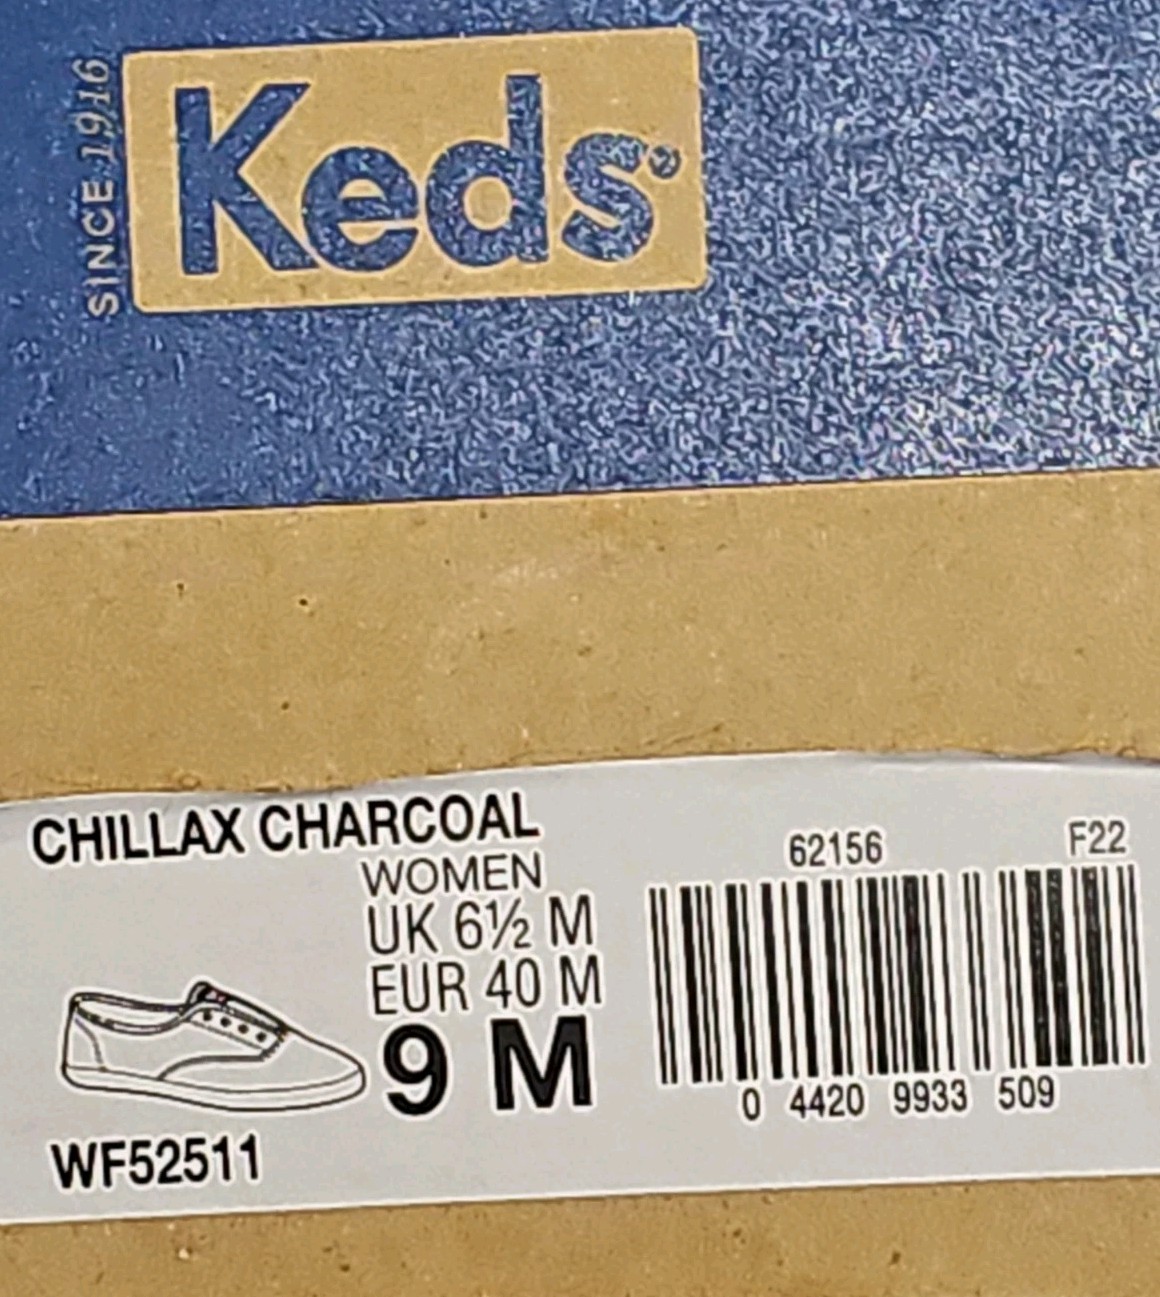 SINCE 1916
Keds®
CHILLAX CHARCOAL
WOMEN
UK 6½ M
EUR 40 M
9 M
WF52511
62156
F22
0 4420 9933 509